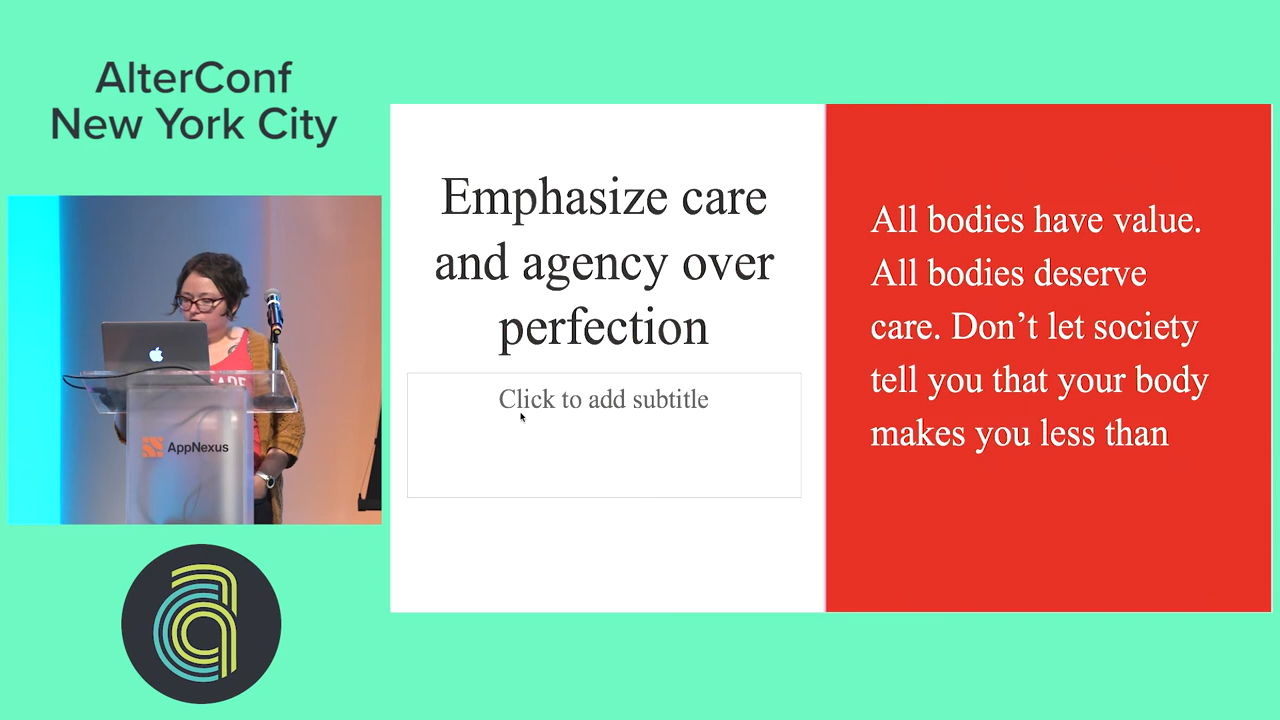 AlterConf
New York City
Emphasize care
and agency over
perfection
Click to add subtitle
All bodies have value.
All bodies deserve
care. Don’t let society
tell you that your body
makes you less than
AppNexus